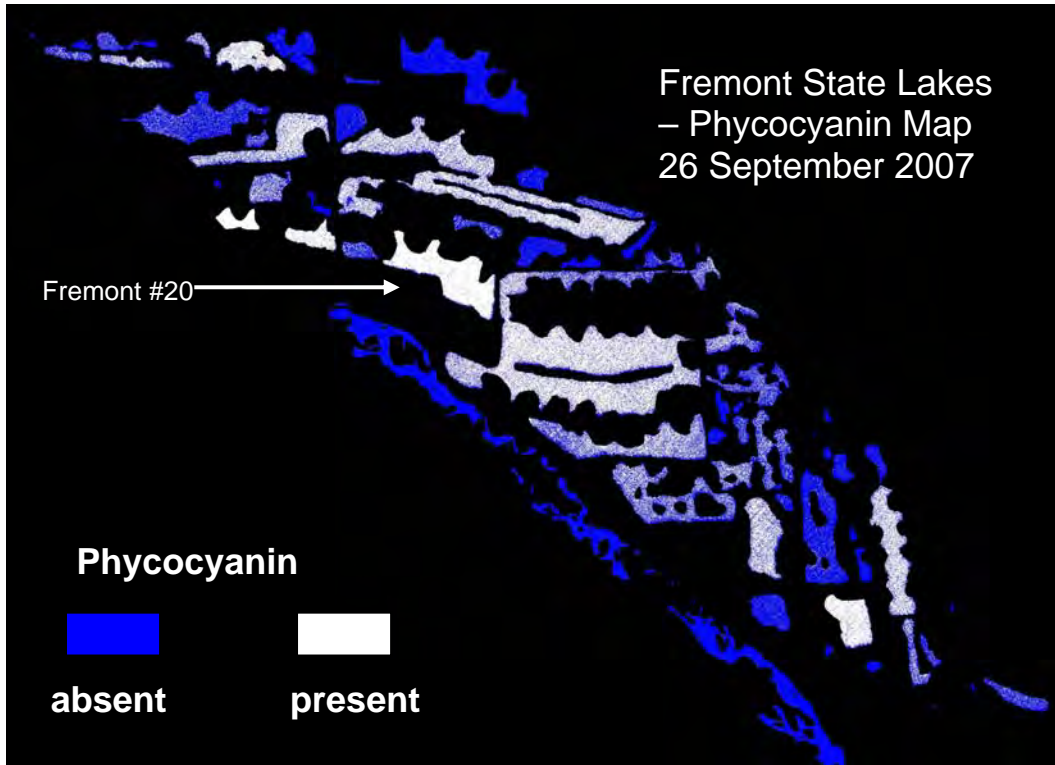 Fremont State Lakes
– Phycocyanin Map
26 September 2007
Fremont #20
Phycocyanin
absent present